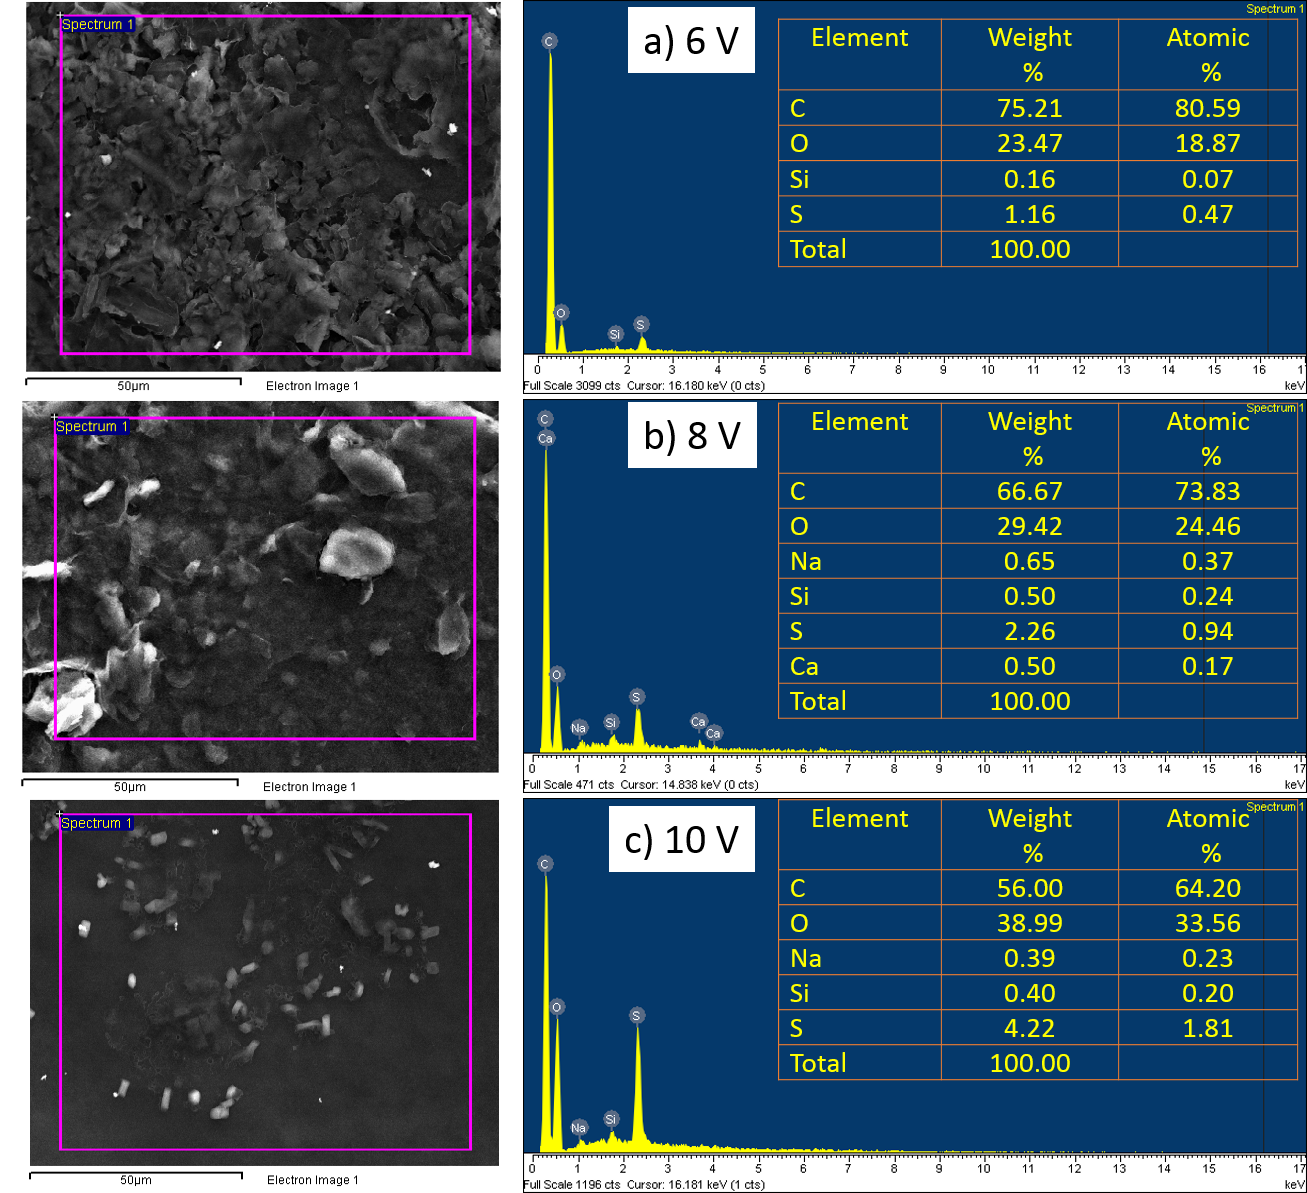 Spectrum 1
50µm
Electron Image 1
Spectrum 1
a) 6 V
Element Weight % Atomic %
C 75.21 80.59
O 23.47 18.87
Si 0.16 0.07
S 1.16 0.47
Total 100.00
C
O
Si
S
0 1 2 3 4 5 6 7 8 9 10 11 12 13 14 15 16 17
Full Scale 3099 cts Cursor: 16.180 keV (0 cts) keV
Spectrum 1
50µm
Electron Image 1
Spectrum 1
b) 8 V
Element Weight % Atomic %
C 66.67 73.83
O 29.42 24.46
Na 0.65 0.37
Si 0.50 0.24
S 2.26 0.94
Ca 0.50 0.17
Total 100.00
C
Ca
O
Na
Si
S
Ca
Ca
0 1 2 3 4 5 6 7 8 9 10 11 12 13 14 15 16 17
Full Scale 471 cts Cursor: 14.838 keV (0 cts) keV
Spectrum 1
50µm
Electron Image 1
Spectrum 1
c) 10 V
Element Weight % Atomic %
C 56.00 64.20
O 38.99 33.56
Na 0.39 0.23
Si 0.40 0.20
S 4.22 1.81
Total 100.00
C
O
Na
Si
S
0 1 2 3 4 5 6 7 8 9 10 11 12 13 14 15 16 17
Full Scale 1196 cts Cursor: 16.181 keV (1 cts) keV